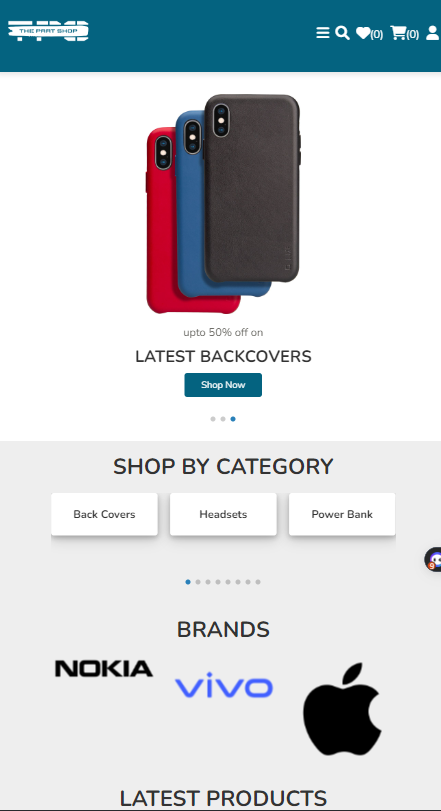 TPS
THE PART SHOP
(0) (0)
upto 50% off on
LATEST BACKCOVERS
Shop Now
SHOP BY CATEGORY
Back Covers Headsets Power Bank
9
BRANDS
NOKIA vivo
LATEST PRODUCTS